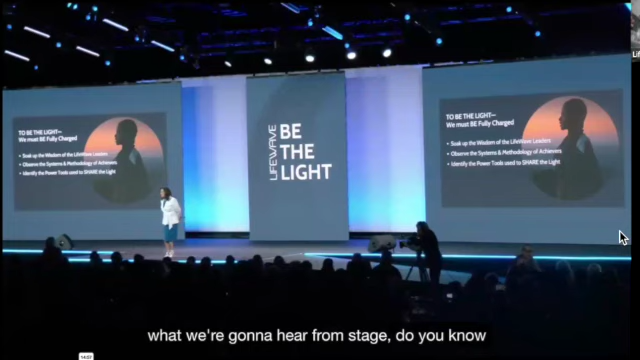 TO BE THE LIGHT—
We must BE Fully Charged
• Soak up the Wisdom of the LifeWave Leaders
• Observe the Systems & Methodology of Achievers
• Identify the Power Tools used to SHARE the Light
LIFEWAVE
BE
THE
LIGHT
TO BE THE LIGHT—
We must BE Fully Charged
• Soak up the Wisdom of the LifeWave Leaders
• Observe the Systems & Methodology of Achievers
• Identify the Power Tools used to SHARE the Light
what we're gonna hear from stage, do you know